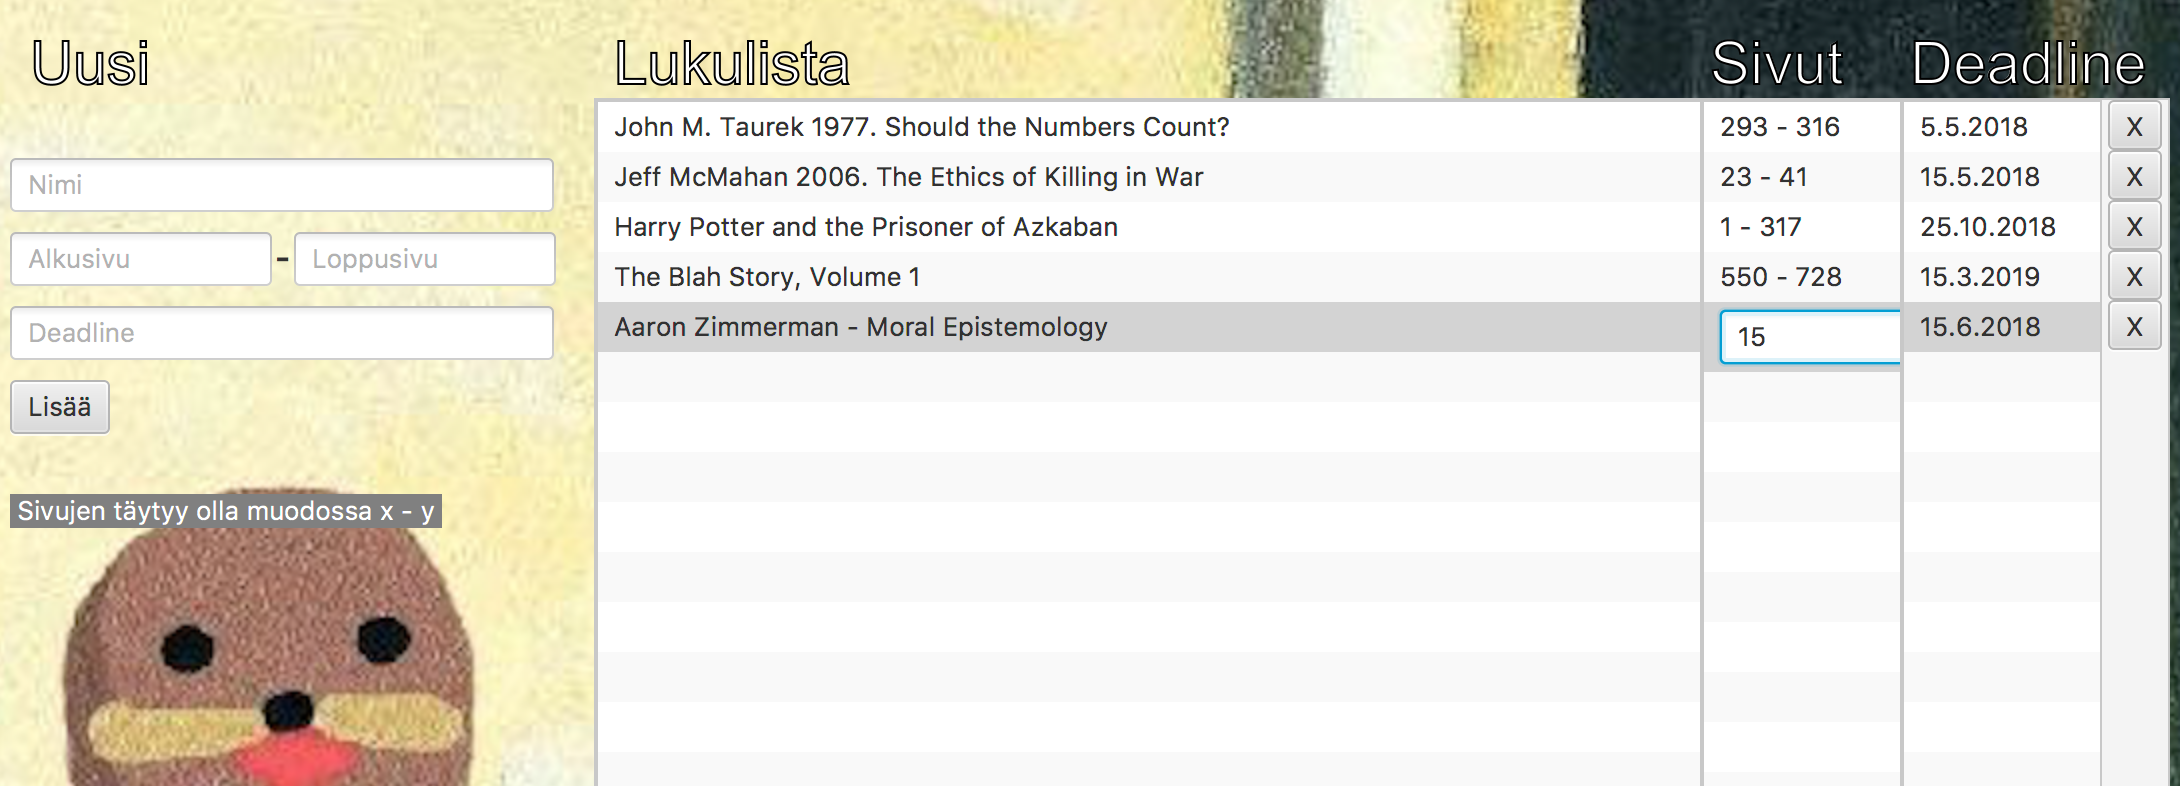 Uusi
Nimi
Alkusivu - Loppusivu
Deadline
Lisää
Sivujen täytyy olla muodossa x - y
Lukulista Sivut Deadline
John M. Taurek 1977. Should the Numbers Count? 293 - 316 5.5.2018 X
Jeff McMahan 2006. The Ethics of Killing in War 23 - 41 15.5.2018 X
Harry Potter and the Prisoner of Azkaban 1 - 317 25.10.2018 X
The Blah Story, Volume 1 550 - 728 15.3.2019 X
Aaron Zimmerman - Moral Epistemology 15 15.6.2018 X